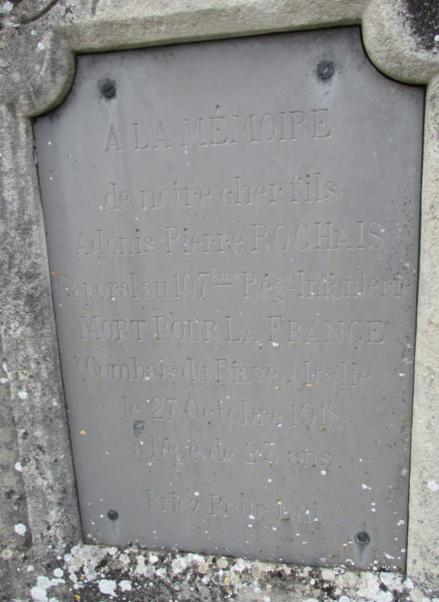 A LA MÉMOIRE
de notre cher fils
Adonis Pierre ROCHAIS
Caporal au 107ème Régt Infanterie
MORT POUR LA FRANCE
(Combats du Piave) (Italie)
le 27 Octobre 1918
à l'âge de 23 ans
Priez Pour Lui